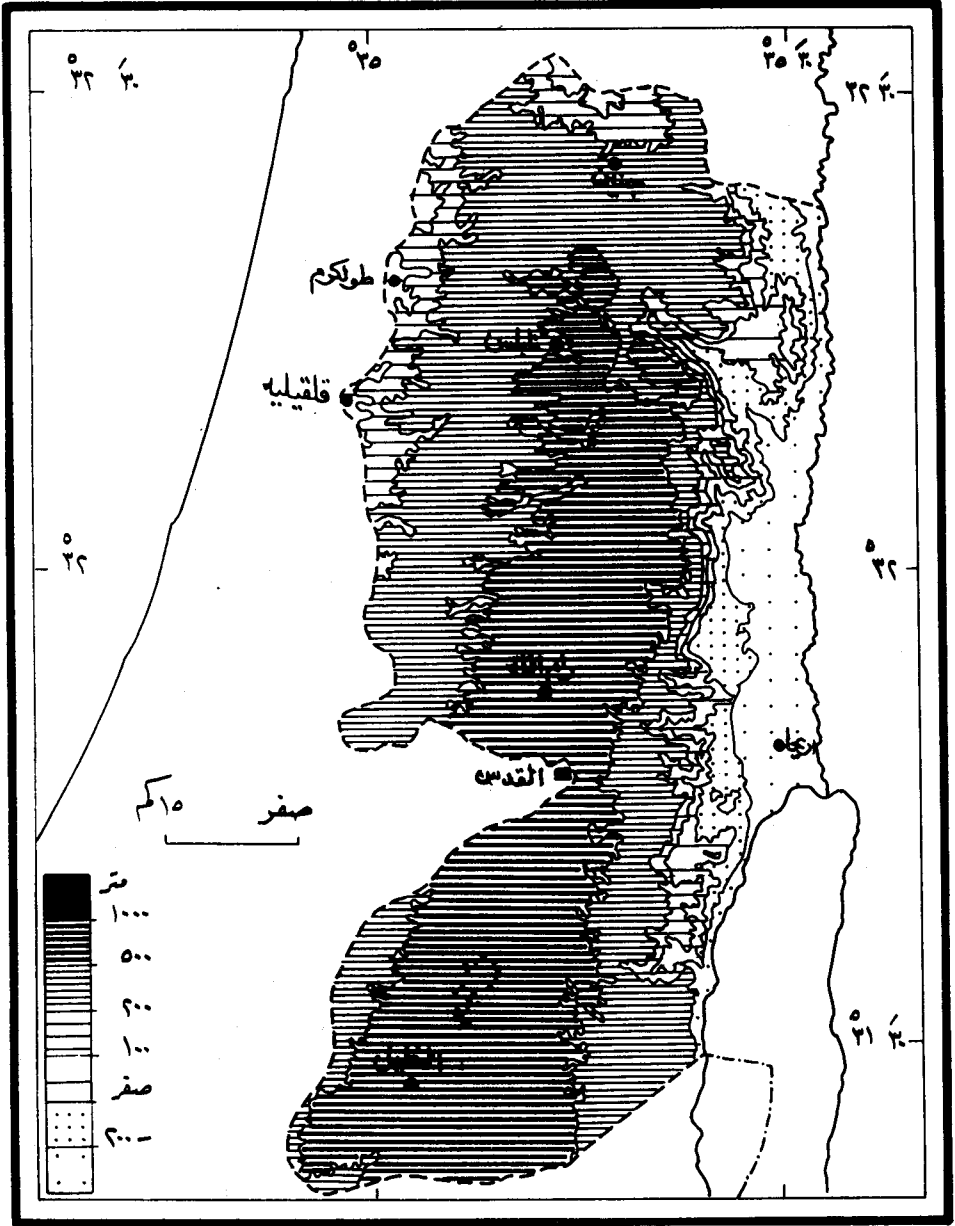 °٣٢ ´٣٠
°٣٥
°٣٥ ´٣٠
°٣٢ ´٣٠
جنين
طولكرم
نابلس
قلقيلية
°٣٢
°٣٢
رام الله
اريحا
القدس
صفر ١٥كم
متر
١٠٠٠
٥٠٠
٢٠٠
١٠٠
صفر
-٢٠٠
°٣١ ´٣٠
الخليل